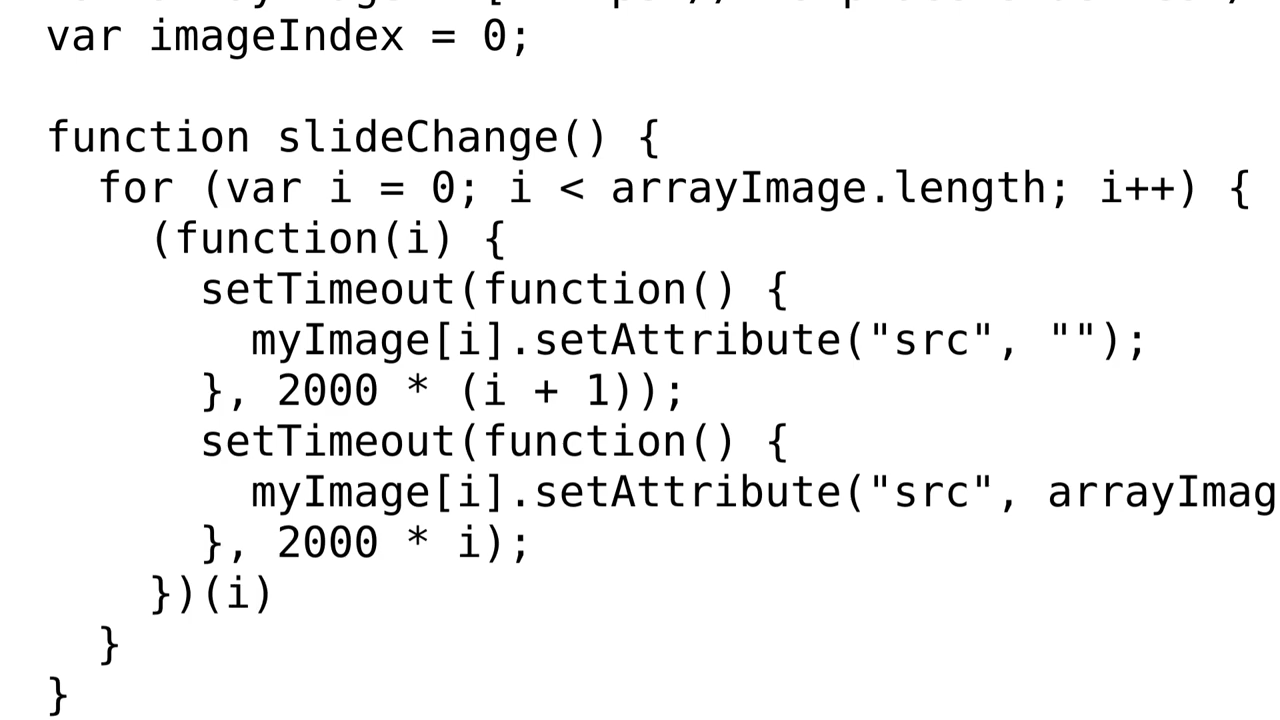 var imageIndex = 0;
function slideChange() {
for (var i = 0; i < arrayImage.length; i++) {
(function(i) {
setTimeout(function() {
myImage[i].setAttribute("src", "");
}, 2000 * (i + 1));
setTimeout(function() {
myImage[i].setAttribute("src", arrayImag
}, 2000 * i);
})(i)
}
}